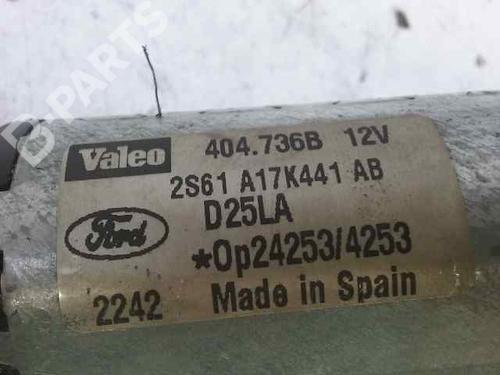 B-PARTS
Valeo 404.736B 12V
2S61 A17K441 AB
D25LA
Ford
*Op24253/4253
2242 Made in Spain